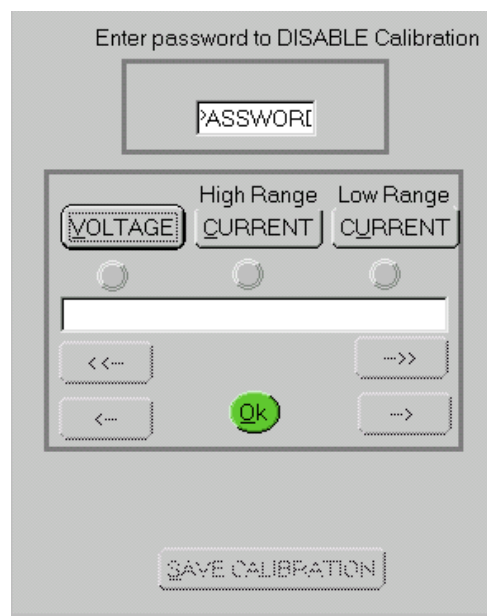 Enter password to DISABLE Calibration
PASSWORD
High Range Low Range
VOLTAGE CURRENT CURRENT
<<---- ---->>
<---- Ok ---->
SAVE CALIBRATION